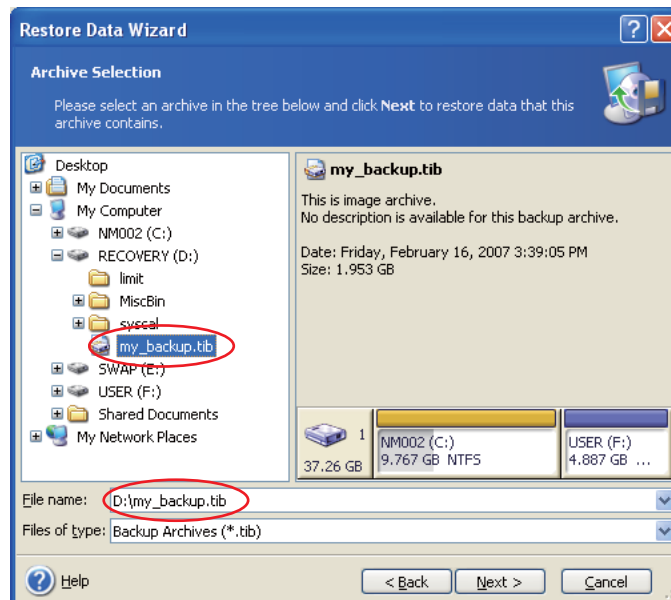 Restore Data Wizard
Archive Selection
Please select an archive in the tree below and click Next to restore data that this
archive contains.
Desktop
My Documents
My Computer
NM002 (C:)
RECOVERY (D:)
limit
MiscBin
syscal
my_backup.tib
SWAP (E:)
USER (F:)
Shared Documents
My Network Places
my_backup.tib
This is image archive.
No description is available for this backup archive.
Date: Friday, February 16, 2007 3:39:05 PM
Size: 1.953 GB
1
37.26 GB
NM002 (C:)
9.767 GB NTFS
USER (F:)
4.887 GB ...
File name: D:\my_backup.tib
Files of type: Backup Archives (*.tib)
Help
< Back
Next >
Cancel